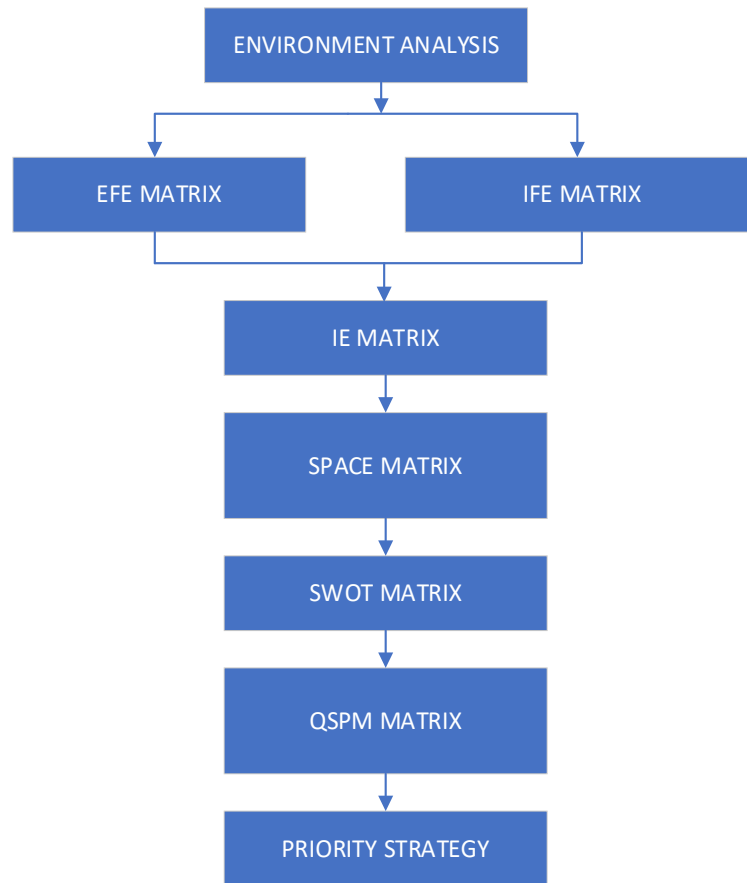 ENVIRONMENT ANALYSIS
EFE MATRIX
IFE MATRIX
IE MATRIX
SPACE MATRIX
SWOT MATRIX
QSPM MATRIX
PRIORITY STRATEGY